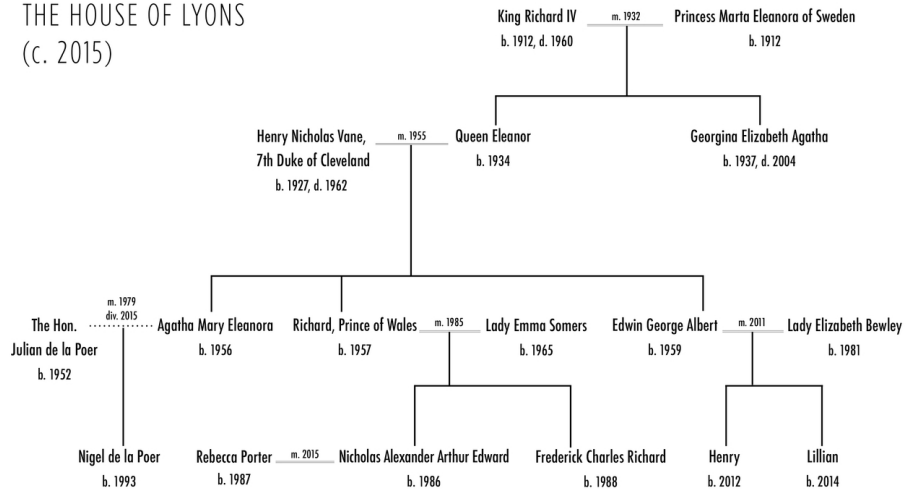 THE HOUSE OF LYONS
(c. 2015)
King Richard IV
b. 1912, d. 1960
m. 1932
Princess Marta Eleanora of Sweden
b. 1912
Henry Nicholas Vane,
7th Duke of Cleveland
b. 1927, d. 1962
m. 1955
Queen Eleanor
b. 1934
Georgina Elizabeth Agatha
b. 1937, d. 2004
The Hon.
Julian de la Poer
b. 1952
m. 1979
div. 2015
Agatha Mary Eleanora
b. 1956
Richard, Prince of Wales
b. 1957
m. 1985
Lady Emma Somers
b. 1965
Edwin George Albert
b. 1959
m. 2011
Lady Elizabeth Bewley
b. 1981
Nigel de la Poer
b. 1993
Rebecca Porter
b. 1987
m. 2015
Nicholas Alexander Arthur Edward
b. 1986
Frederick Charles Richard
b. 1988
Henry
b. 2012
Lillian
b. 2014